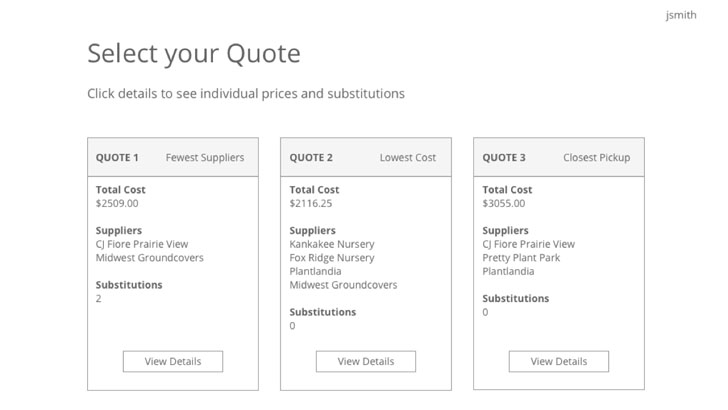 jsmith
Select your Quote
Click details to see individual prices and substitutions
QUOTE 1 Fewest Suppliers
Total Cost
$2509.00
Suppliers
CJ Fiore Prairie View
Midwest Groundcovers
Substitutions
2
View Details
QUOTE 2 Lowest Cost
Total Cost
$2116.25
Suppliers
Kankakee Nursery
Fox Ridge Nursery
Plantlandia
Midwest Groundcovers
Substitutions
0
View Details
QUOTE 3 Closest Pickup
Total Cost
$3055.00
Suppliers
CJ Fiore Prairie View
Pretty Plant Park
Plantlandia
Substitutions
0
View Details